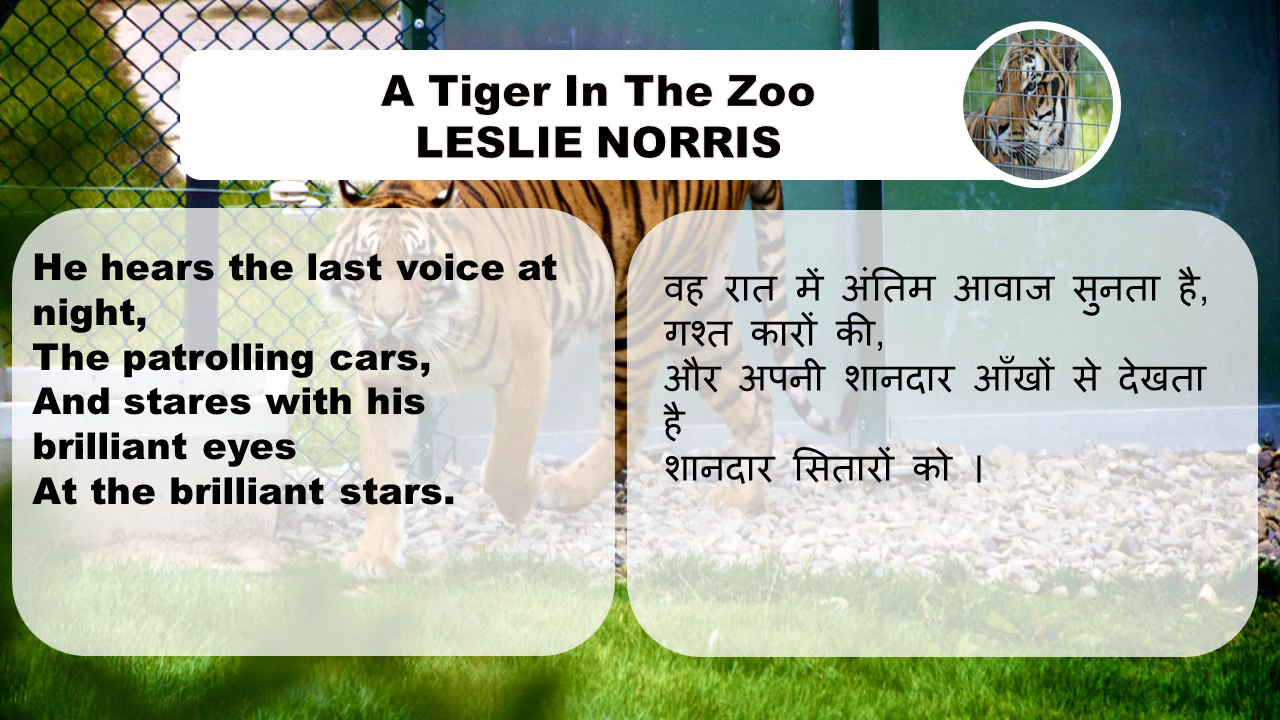 A Tiger In The Zoo
LESLIE NORRIS
He hears the last voice at
night,
The patrolling cars,
And stares with his
brilliant eyes
At the brilliant stars.
वह रात में अंतिम आवाज सुनता है,
गश्त कारों की,
और अपनी शानदार आँखों से देखता
है
शानदार सितारों को ।